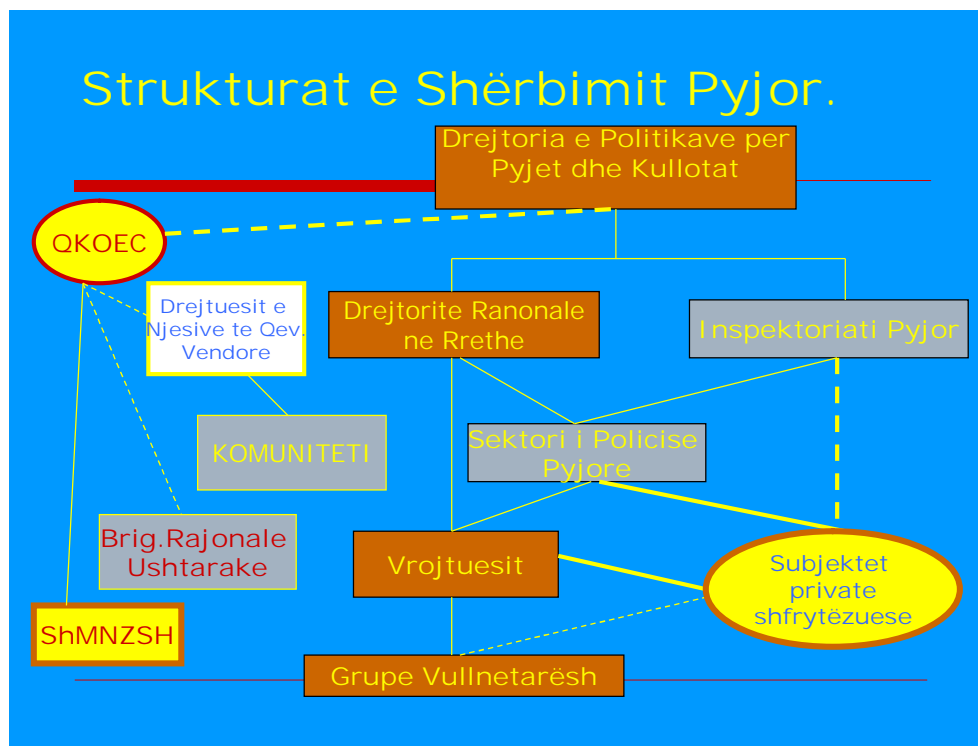 Strukturat e Shërbimit Pyjor.
Drejtoria e Politikave per
Pyjet dhe Kullotat
QKOEC
Drejtuesit e
Njesive te Qev.
Vendore
Drejtorite Ranonale
ne Rrethe
Inspektoriati Pyjor
KOMUNITETI
Sektori i Policise
Pyjore
Brig.Rajonale
Ushtarake
Vrojtuesit
Subjektet
private
shfrytëzuese
ShMNZSH
Grupe Vullnetarësh